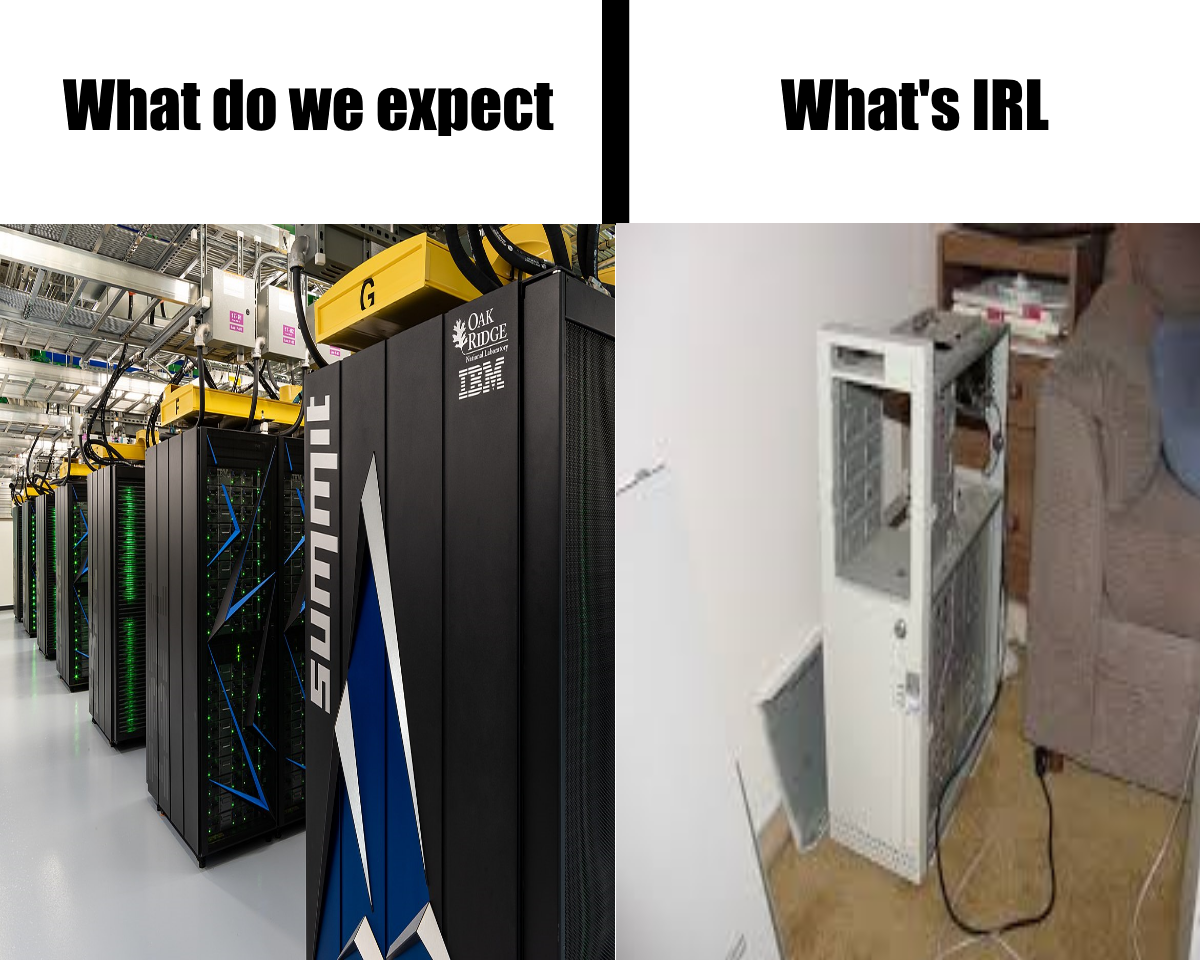 What do we expect
What's IRL
G
OAK
RIDGE
National Laboratory
IBM
SUMMIT
F